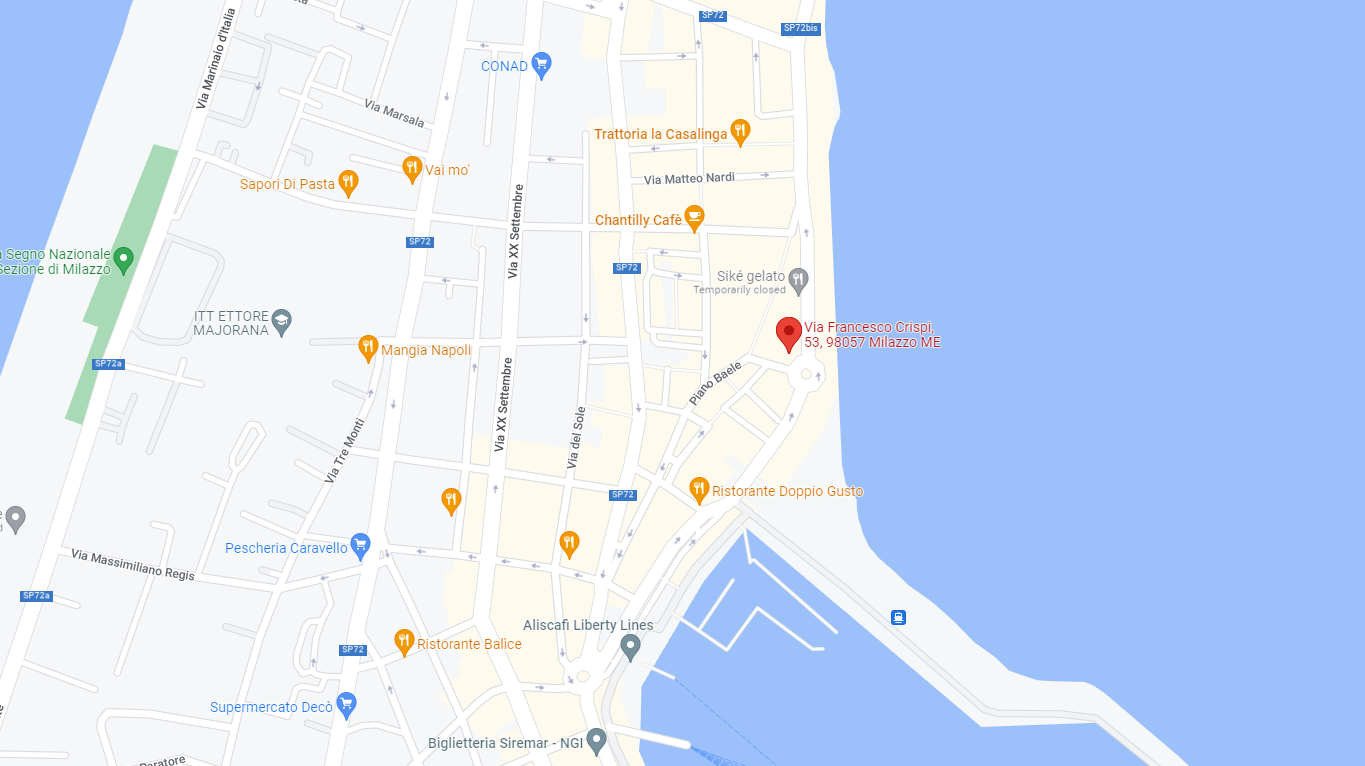 SP72
SP72bis
Via Marinaio d'Italia
CONAD
Via Marsala
Trattoria la Casalinga
Vai mo'
Sapori Di Pasta
Via Matteo Nardi
Via XX Settembre
Chantilly Cafè
SP72
Segno Nazionale
Sezione di Milazzo
SP72
Siké gelato
Temporarily closed
ITT ETTORE
MAJORANA
Via Francesco Crispi,
53, 98057 Milazzo ME
Mangia Napoli
SP72a
Piano Baele
Via XX Settembre
Via del Sole
Via Tre Monti
SP72
Ristorante Doppio Gusto
Pescheria Caravello
Via Massimiliano Regis
SP72a
Aliscafi Liberty Lines
Ristorante Balice
SP72
Supermercato Decò
Biglietteria Siremar - NGI